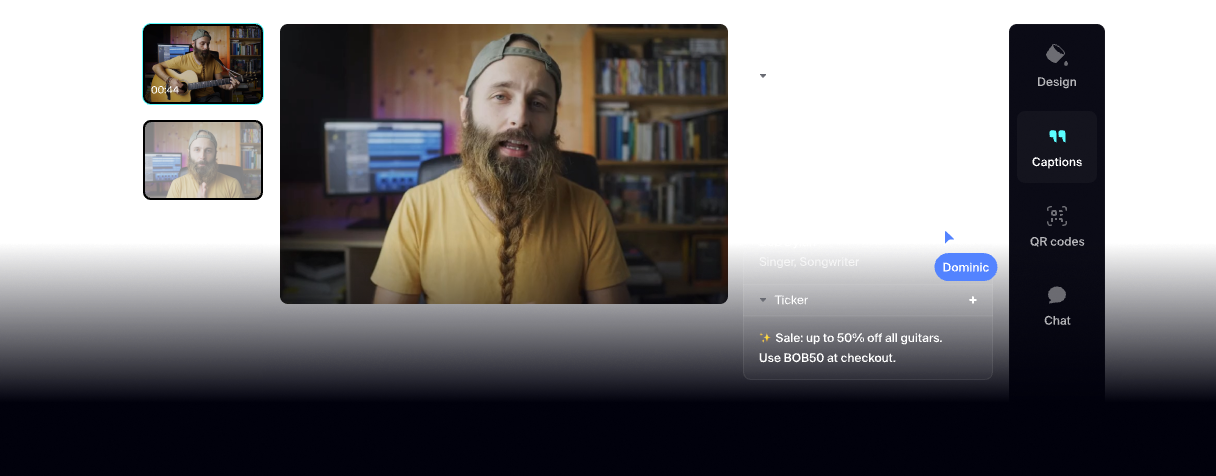 00:44
Singer, Songwriter
Dominic
Ticker
+
✨ Sale: up to 50% off all guitars.
Use BOB50 at checkout.
Design
Captions
QR codes
Chat